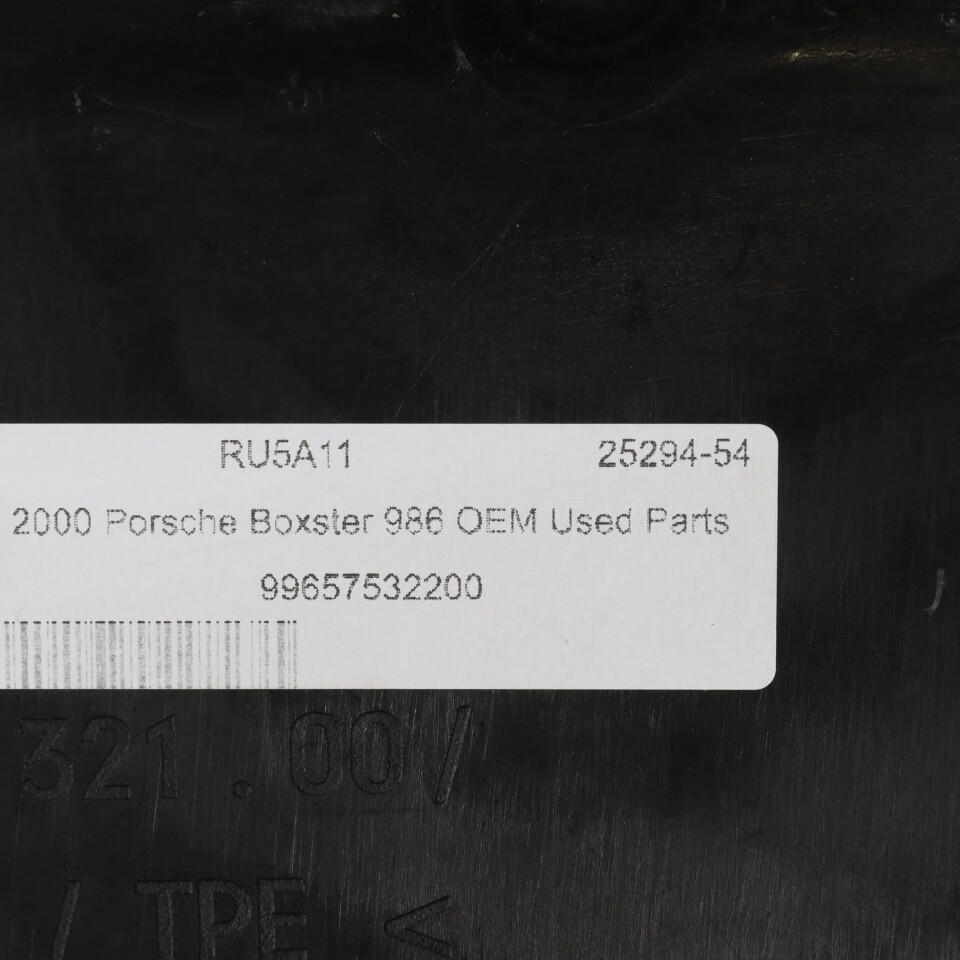 RU5A11 25294-54
2000 Porsche Boxster 986 OEM Used Parts
99657532200
321.00/
/ TPE <